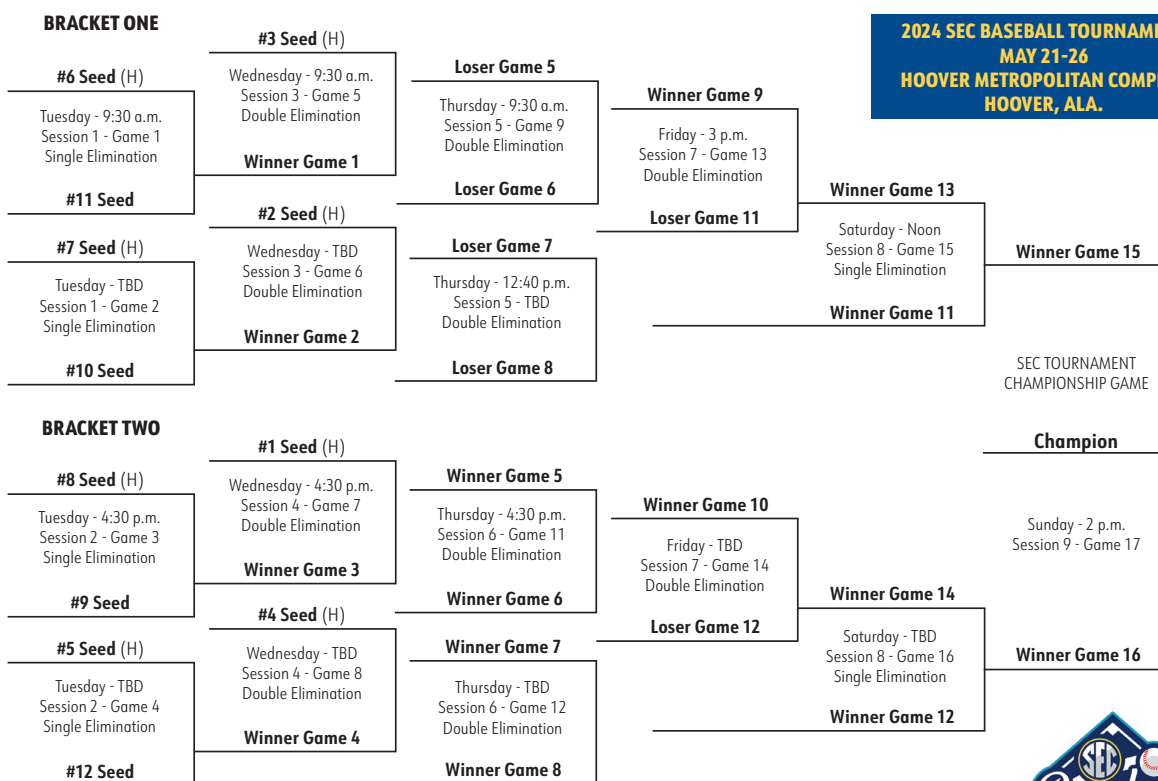 BRACKET ONE
#6 Seed (H)
Tuesday - 9:30 a.m.
Session 1 - Game 1
Single Elimination
#11 Seed
#7 Seed (H)
Tuesday - TBD
Session 1 - Game 2
Single Elimination
#10 Seed
#3 Seed (H)
Wednesday - 9:30 a.m.
Session 3 - Game 5
Double Elimination
Winner Game 1
#2 Seed (H)
Wednesday - TBD
Session 3 - Game 6
Double Elimination
Winner Game 2
Loser Game 5
Thursday - 9:30 a.m.
Session 5 - Game 9
Double Elimination
Loser Game 6
Loser Game 7
Thursday - 12:40 p.m.
Session 5 - TBD
Double Elimination
Loser Game 8
Winner Game 9
Friday - 3 p.m.
Session 7 - Game 13
Double Elimination
Loser Game 11
Winner Game 13
Saturday - Noon
Session 8 - Game 15
Single Elimination
Winner Game 11
2024 SEC BASEBALL
MAY 21-26
HOOVER METROPOLITAN
HOOVER, ALA.
Winner Game 15
SEC TOURNAMENT
CHAMPIONSHIP GAME
Champion
Sunday - 2 p.m.
Session 9 - Game 17
Winner Game 16
BRACKET TWO
#8 Seed (H)
Tuesday - 4:30 p.m.
Session 2 - Game 3
Single Elimination
#9 Seed
#5 Seed (H)
Tuesday - TBD
Session 2 - Game 4
Single Elimination
#12 Seed
#1 Seed (H)
Wednesday - 4:30 p.m.
Session 4 - Game 7
Double Elimination
Winner Game 3
#4 Seed (H)
Wednesday - TBD
Session 4 - Game 8
Double Elimination
Winner Game 4
Winner Game 5
Thursday - 4:30 p.m.
Session 6 - Game 11
Double Elimination
Winner Game 6
Winner Game 7
Thursday - TBD
Session 6 - Game 12
Double Elimination
Winner Game 8
Winner Game 10
Friday - TBD
Session 7 - Game 14
Double Elimination
Loser Game 12
Winner Game 14
Saturday - TBD
Session 8 - Game 16
Single Elimination
Winner Game 12
SEC